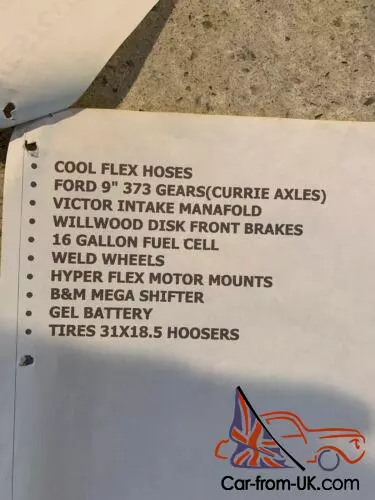 • COOL FLEX HOSES
• FORD 9" 373 GEARS(CURRIE AXLES)
• VICTOR INTAKE MANAFOLD
• WILLWOOD DISK FRONT BRAKES
• 16 GALLON FUEL CELL
• WELD WHEELS
• HYPER FLEX MOTOR MOUNTS
• B&M MEGA SHIFTER
• GEL BATTERY
• TIRES 31X18.5 HOOSERS
Car-from-UK.com